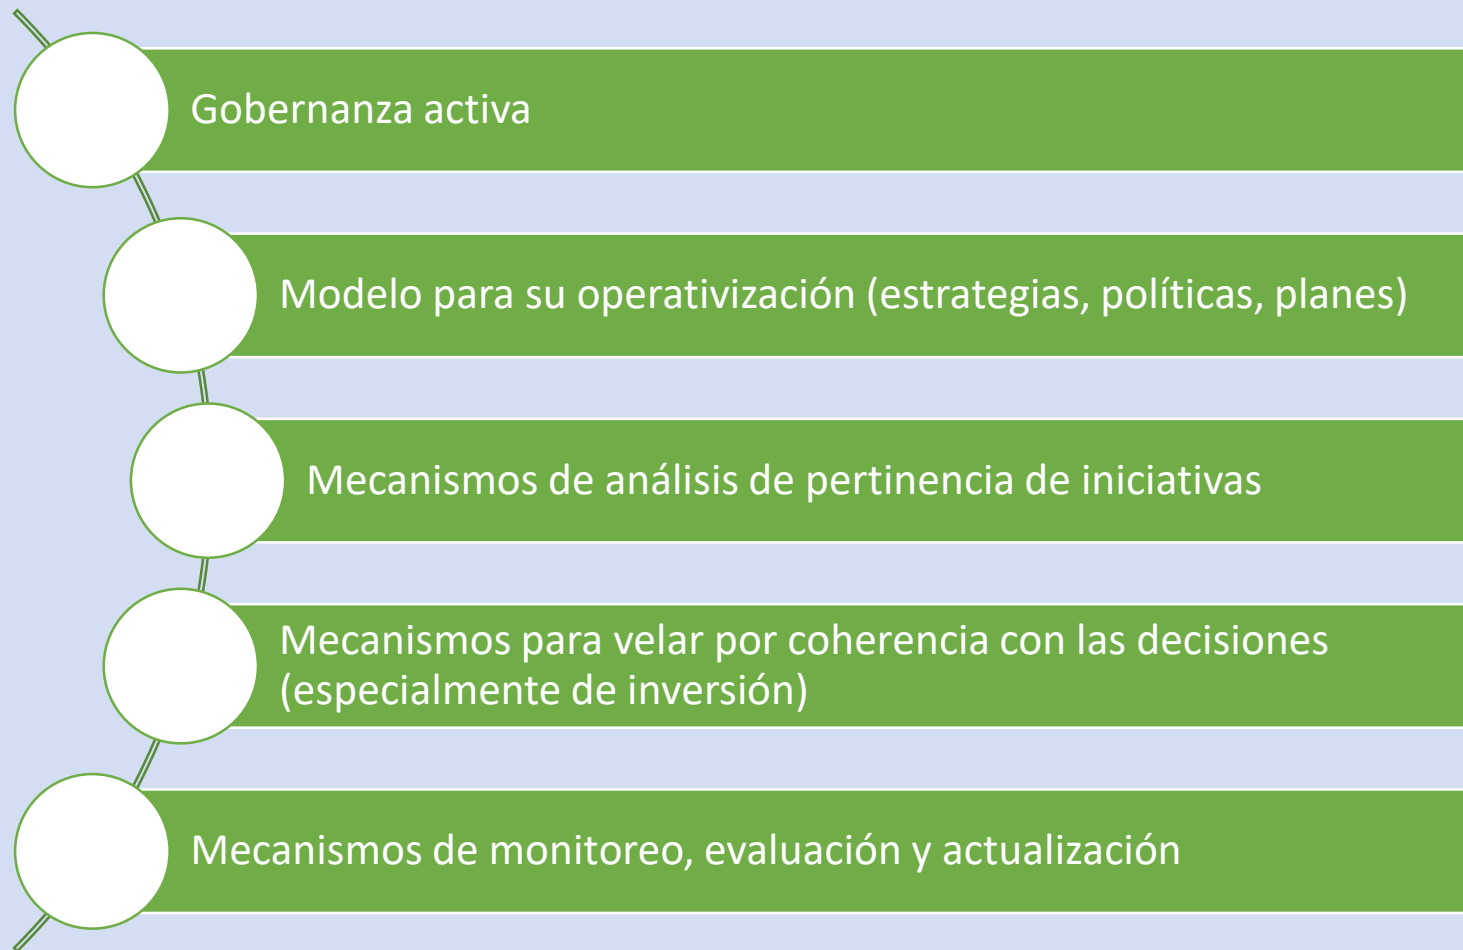 Gobernanza activa
Modelo para su operativización (estrategias, políticas, planes)
Mecanismos de análisis de pertinencia de iniciativas
Mecanismos para velar por coherencia con las decisiones
(especialmente de inversión)
Mecanismos de monitoreo, evaluación y actualización